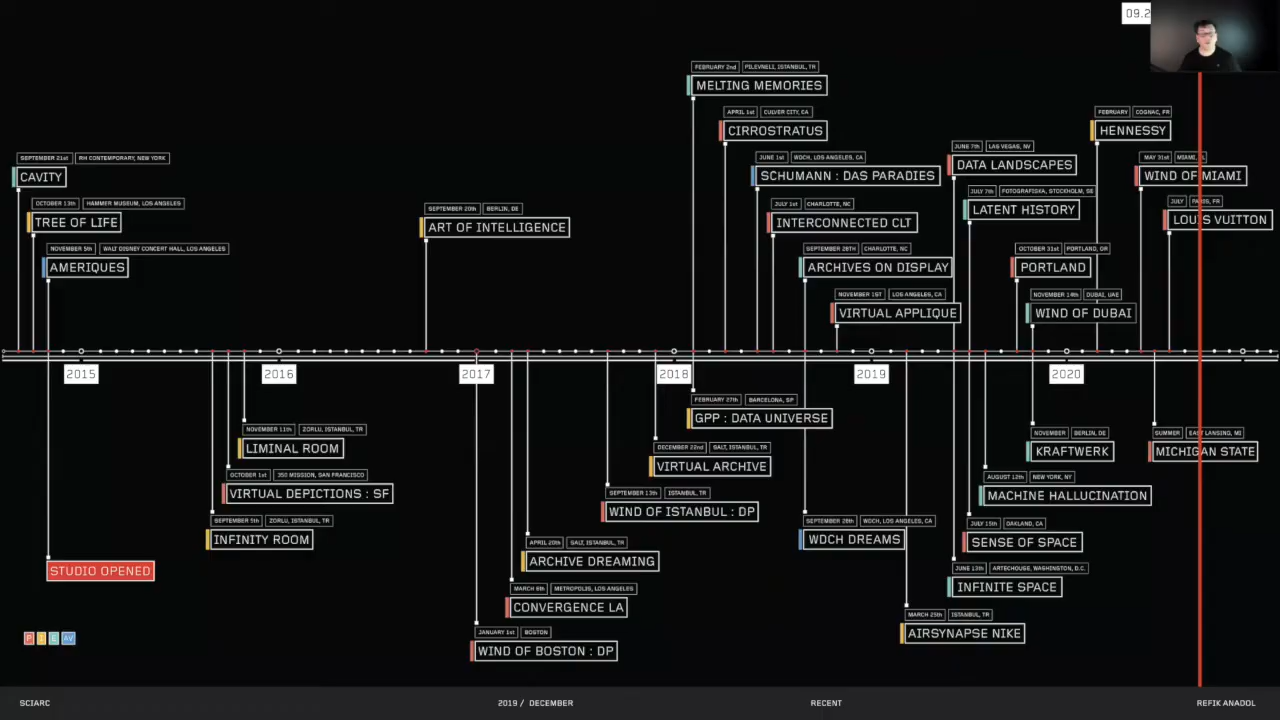 09.2
FEBRUARY 2nd PILEVNELI, ISTANBUL, TR
MELTING MEMORIES
APRIL 1st CULVER CITY, CA
CIRROSTRATUS
FEBRUARY COGNAC, FR
HENNESSY
JUNE 7th LAS VEGAS, NV
DATA LANDSCAPES
SEPTEMBER 21st RH CONTEMPORARY, NEW YORK
CAVITY
JUNE 1st WDCH, LOS ANGELES, CA
SCHUMANN : DAS PARADIES
MAY 31st MIAMI, FL
WIND OF MIAMI
JULY 7th FOTOGRAFISKA, STOCKHOLM, SE
LATENT HISTORY
OCTOBER 13th HAMMER MUSEUM, LOS ANGELES
TREE OF LIFE
SEPTEMBER 20th BERLIN, DE
ART OF INTELLIGENCE
JULY 1st CHARLOTTE, NC
INTERCONNECTED CLT
JULY PARIS, FR
LOUIS VUITTON
NOVEMBER 5th WALT DISNEY CONCERT HALL, LOS ANGELES
AMERIQUES
SEPTEMBER 28TH CHARLOTTE, NC
ARCHIVES ON DISPLAY
OCTOBER 31st PORTLAND, OR
PORTLAND
NOVEMBER 1ST LOS ANGELES, CA
VIRTUAL APPLIQUE
NOVEMBER 14th DUBAI, UAE
WIND OF DUBAI
2015 2016 2017 2018 2019 2020
FEBRUARY 27th BARCELONA, SP
GPP : DATA UNIVERSE
NOVEMBER 11th ZORLU, ISTANBUL, TR
LIMINAL ROOM
DECEMBER 22nd SALT, ISTANBUL, TR
VIRTUAL ARCHIVE
NOVEMBER BERLIN, DE
KRAFTWERK
SUMMER EAST LANSING, MI
MICHIGAN STATE
OCTOBER 1st 350 MISSION, SAN FRANCISCO
VIRTUAL DEPICTIONS : SF
AUGUST 12th NEW YORK, NY
MACHINE HALLUCINATION
SEPTEMBER 13th ISTANBUL, TR
WIND OF ISTANBUL : DP
SEPTEMBER 5th ZORLU, ISTANBUL, TR
INFINITY ROOM
SEPTEMBER 28th WDCH, LOS ANGELES, CA
WDCH DREAMS
JULY 15th OAKLAND, CA
SENSE OF SPACE
APRIL 20th SALT, ISTANBUL, TR
ARCHIVE DREAMING
STUDIO OPENED
JUNE 13th ARTECHOUSE, WASHINGTON, D.C.
INFINITE SPACE
MARCH 6th METROPOLIS, LOS ANGELES
CONVERGENCE LA
MARCH 25th ISTANBUL, TR
AIRSYNAPSE NIKE
JANUARY 1st BOSTON
WIND OF BOSTON : DP
P I E AV
SCIARC 2019 / DECEMBER RECENT REFIK ANADOL